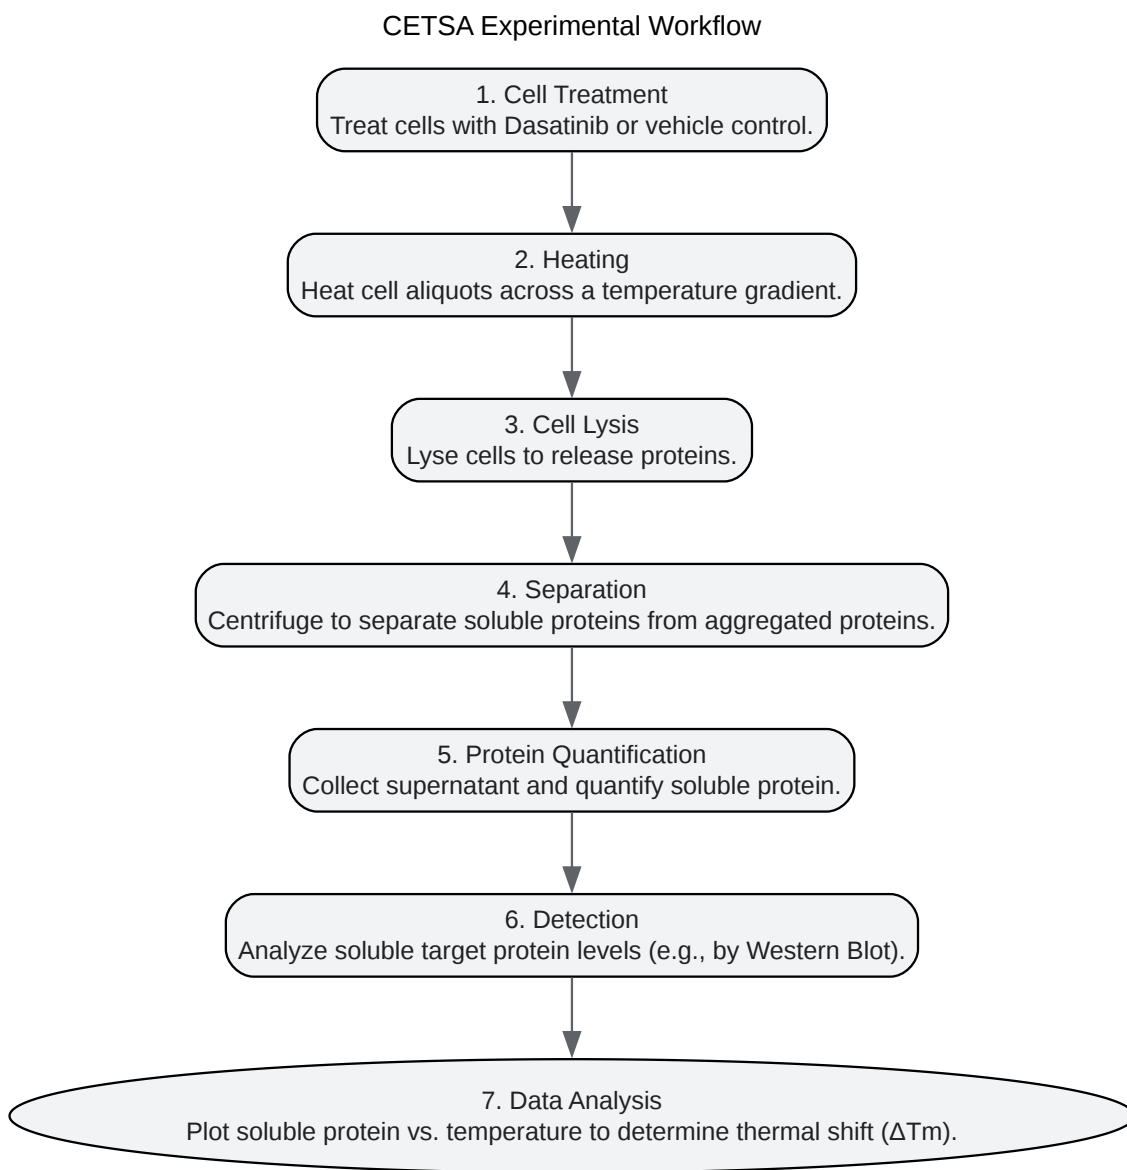 CETSA Experimental Workflow
1. Cell Treatment
Treat cells with Dasatinib or vehicle control.
2. Heating
Heat cell aliquots across a temperature gradient.
3. Cell Lysis
Lyse cells to release proteins.
4. Separation
Centrifuge to separate soluble proteins from aggregated proteins.
5. Protein Quantification
Collect supernatant and quantify soluble protein.
6. Detection
Analyze soluble target protein levels (e.g., by Western Blot).
7. Data Analysis
Plot soluble protein vs. temperature to determine thermal shift (ΔTm).